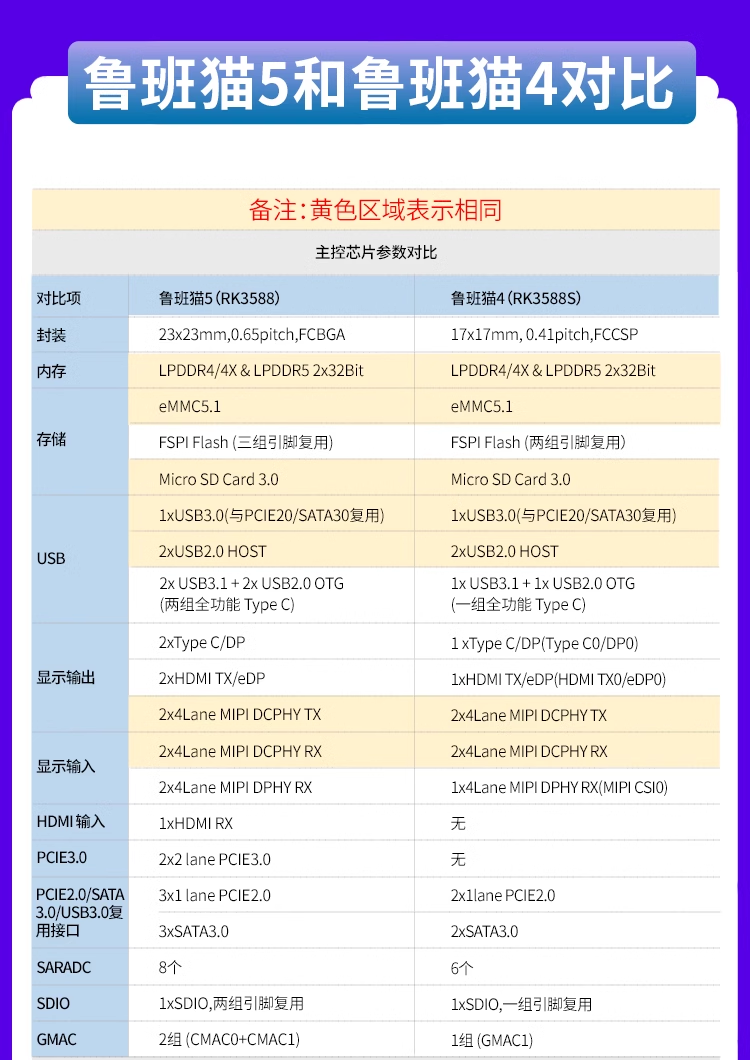 鲁班猫5和鲁班猫4对比
备注:黄色区域表示相同
主控芯片参数对比
对比项 鲁班猫5（RK3588） 鲁班猫4（RK3588S）
封装 23x23mm,0.65pitch,FCBGA 17x17mm, 0.41pitch,FCCSP
内存 LPDDR4/4X & LPDDR5 2x32Bit LPDDR4/4X & LPDDR5 2x32Bit
存储
eMMC5.1 eMMC5.1
FSPI Flash (三组引脚复用) FSPI Flash (两组引脚复用)
Micro SD Card 3.0 Micro SD Card 3.0
USB
1xUSB3.0(与PCIE20/SATA30复用) 1xUSB3.0(与PCIE20/SATA30复用)
2xUSB2.0 HOST 2xUSB2.0 HOST
2x USB3.1 + 2x USB2.0 OTG 1x USB3.1 + 1x USB2.0 OTG
(两组全功能 Type C) (一组全功能 Type C)
显示输出
2xType C/DP 1 xType C/DP(Type C0/DP0)
2xHDMI TX/eDP 1xHDMI TX/eDP(HDMI TX0/eDP0)
2x4Lane MIPI DCPHY TX 2x4Lane MIPI DCPHY TX
显示输入
2x4Lane MIPI DCPHY RX 2x4Lane MIPI DCPHY RX
2x4Lane MIPI DPHY RX 1x4Lane MIPI DPHY RX(MIPI CSI0)
HDMI 输入 1xHDMI RX 无
PCIE3.0 2x2 lane PCIE3.0 无
PCIE2.0/SATA
3.0/USB3.0复
用接口
3x1 lane PCIE2.0 2x1lane PCIE2.0
3xSATA3.0 2xSATA3.0
SARADC 8个 6个
SDIO 1xSDIO,两组引脚复用 1xSDIO,一组引脚复用
GMAC 2组 (CMAC0+CMAC1) 1组 (GMAC1)